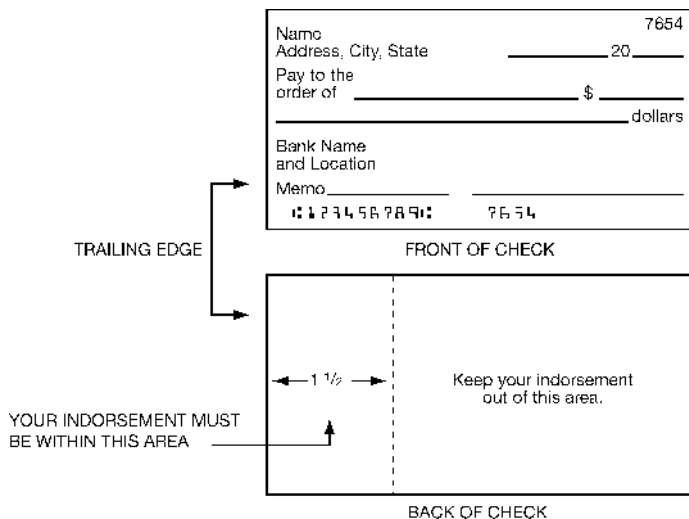 7654
Name
Address, City, State 20
Pay to the
order of $
dollars
Bank Name
and Location
Memo
⑆123456789⑆ 7654
TRAILING EDGE
FRONT OF CHECK
1 1/2
Keep your indorsement
out of this area.
YOUR INDORSEMENT MUST
BE WITHIN THIS AREA
BACK OF CHECK